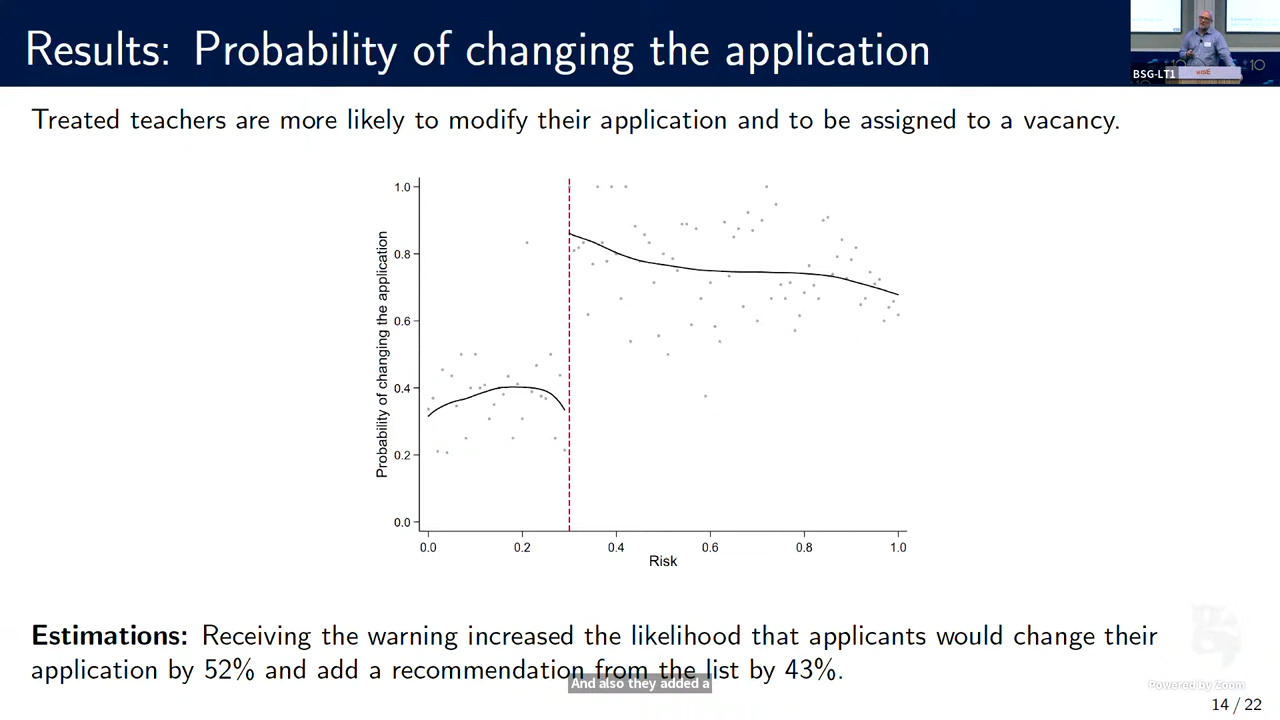 Results: Probability of changing the application
BSG-LT1
Treated teachers are more likely to modify their application and to be assigned to a vacancy.
Probability of changing the application
1.0
0.8
0.6
0.4
0.2
0.0
0.0 0.2 0.4 0.6 0.8 1.0
Risk
Estimations: Receiving the warning increased the likelihood that applicants would change their
application by 52% and add a recommendation from the list by 43%.
And also they added a
Powered by Zoom
14 / 22